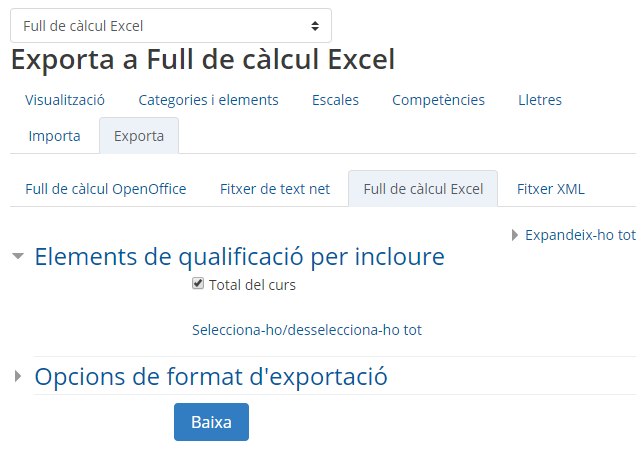 Full de càlcul Excel
Exporta a Full de càlcul Excel
Visualització Categories i elements Escales Competències Lletres
Importa Exporta
Full de càlcul OpenOffice Fitxer de text net Full de càlcul Excel Fitxer XML
Expandeix-ho tot
Elements de qualificació per incloure
Total del curs
Selecciona-ho/desselecciona-ho tot
Opcions de format d'exportació
Baixa